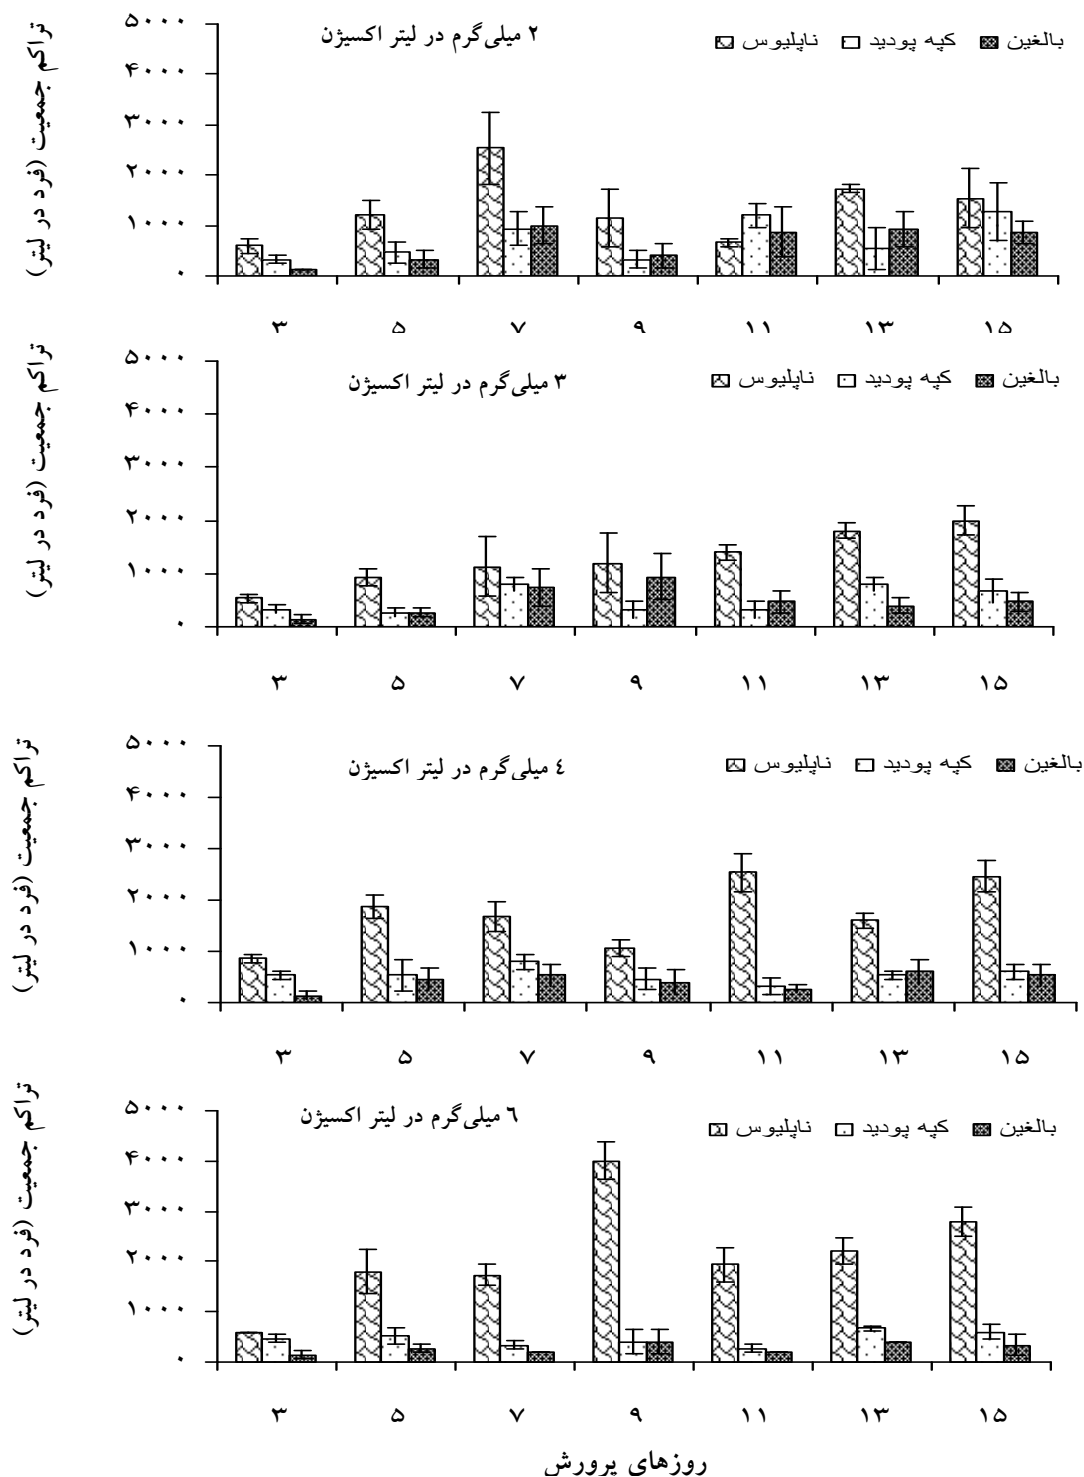 ۲ میلی‌گرم در لیتر اکسیژن
ناپلیوس کپه پودید بالغین
تراکم جمعیت (فرد در لیتر)
۵۰۰۰
۴۰۰۰
۳۰۰۰
۲۰۰۰
۱۰۰۰
۰
۳ ۵ ۷ ۹ ۱۱ ۱۳ ۱۵
۳ میلی‌گرم در لیتر اکسیژن
ناپلیوس کپه پودید بالغین
تراکم جمعیت (فرد در لیتر)
۵۰۰۰
۴۰۰۰
۳۰۰۰
۲۰۰۰
۱۰۰۰
۰
۳ ۵ ۷ ۹ ۱۱ ۱۳ ۱۵
٤ میلی‌گرم در لیتر اکسیژن
ناپلیوس کپه پودید بالغین
تراکم جمعیت (فرد در لیتر)
۵۰۰۰
۴۰۰۰
۳۰۰۰
۲۰۰۰
۱۰۰۰
۰
۳ ۵ ۷ ۹ ۱۱ ۱۳ ۱۵
٦ میلی‌گرم در لیتر اکسیژن
ناپلیوس کپه پودید بالغین
تراکم جمعیت (فرد در لیتر)
۵۰۰۰
۴۰۰۰
۳۰۰۰
۲۰۰۰
۱۰۰۰
۰
۳ ۵ ۷ ۹ ۱۱ ۱۳ ۱۵
روزهای پرورش